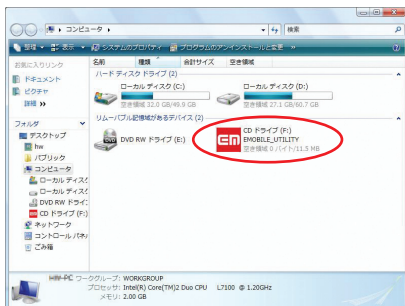 コンピュータ
検索
整理 表示 システムのプロパティ プログラムのアンインストールと変更 »
お気に入りリンク
ドキュメント
ピクチャ
詳細 »
フォルダ
デスクトップ
hw
パブリック
コンピュータ
ローカル ディスク
ローカル ディスク
DVD RW ドライブ
CD ドライブ (F:)
ネットワーク
コントロール パネル
ごみ箱
名前 種類 合計サイズ 空き領域
ハード ディスク ドライブ (2)
ローカル ディスク (C:)
空き領域 32.0 GB/49.9 GB
ローカル ディスク (D:)
空き領域 27.1 GB/60.7 GB
リムーバブル記憶域があるデバイス (2)
DVD RW ドライブ (E:)
CD ドライブ (F:)
EMOBILE_UTILITY
空き領域 0 バイト/11.5 MB
ワークグループ: WORKGROUP
プロセッサ: Intel(R) Core(TM)2 Duo CPU L7100 @ 1.20GHz
メモリ: 2.00 GB